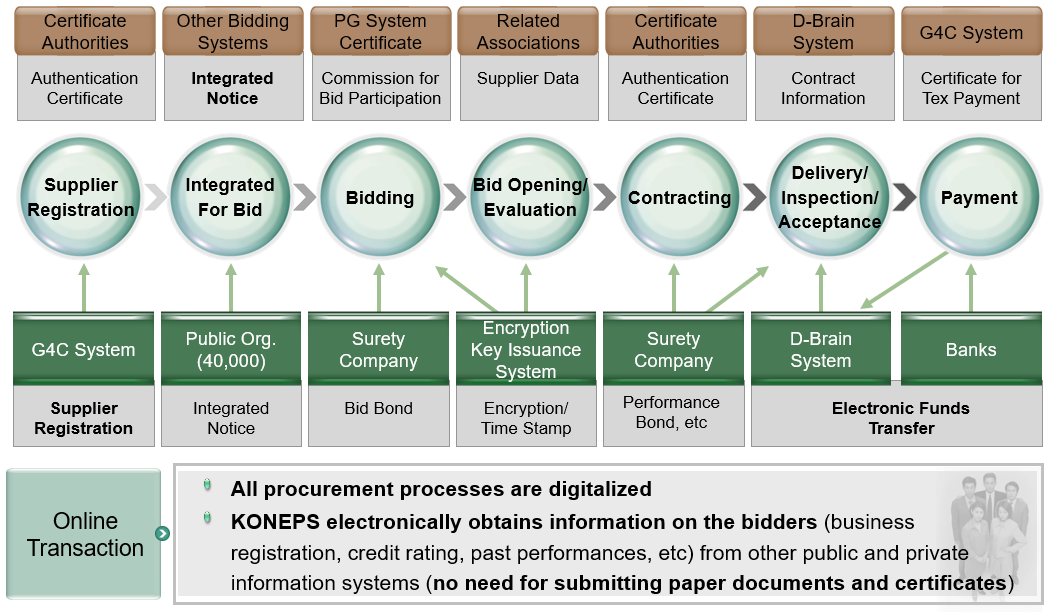 Certificate
Authorities
Other Bidding
Systems
PG System
Certificate
Related
Associations
Certificate
Authorities
D-Brain
System
G4C System
Authentication
Certificate
Integrated
Notice
Commission for
Bid Participation
Supplier Data
Authentication
Certificate
Contract
Information
Certificate for
Tex Payment
Supplier
Registration
Integrated
For Bid
Bidding
Bid Opening/
Evaluation
Contracting
Delivery/
Inspection/
Acceptance
Payment
G4C System
Public Org.
(40,000)
Surety
Company
Encryption
Key Issuance
System
Surety
Company
D-Brain
System
Banks
Supplier
Registration
Integrated
Notice
Bid Bond
Encryption/
Time Stamp
Performance
Bond, etc
Electronic Funds
Transfer
Online
Transaction
All procurement processes are digitalized
KONEPS electronically obtains information on the bidders (business
registration, credit rating, past performances, etc) from other public and private
information systems (no need for submitting paper documents and certificates)